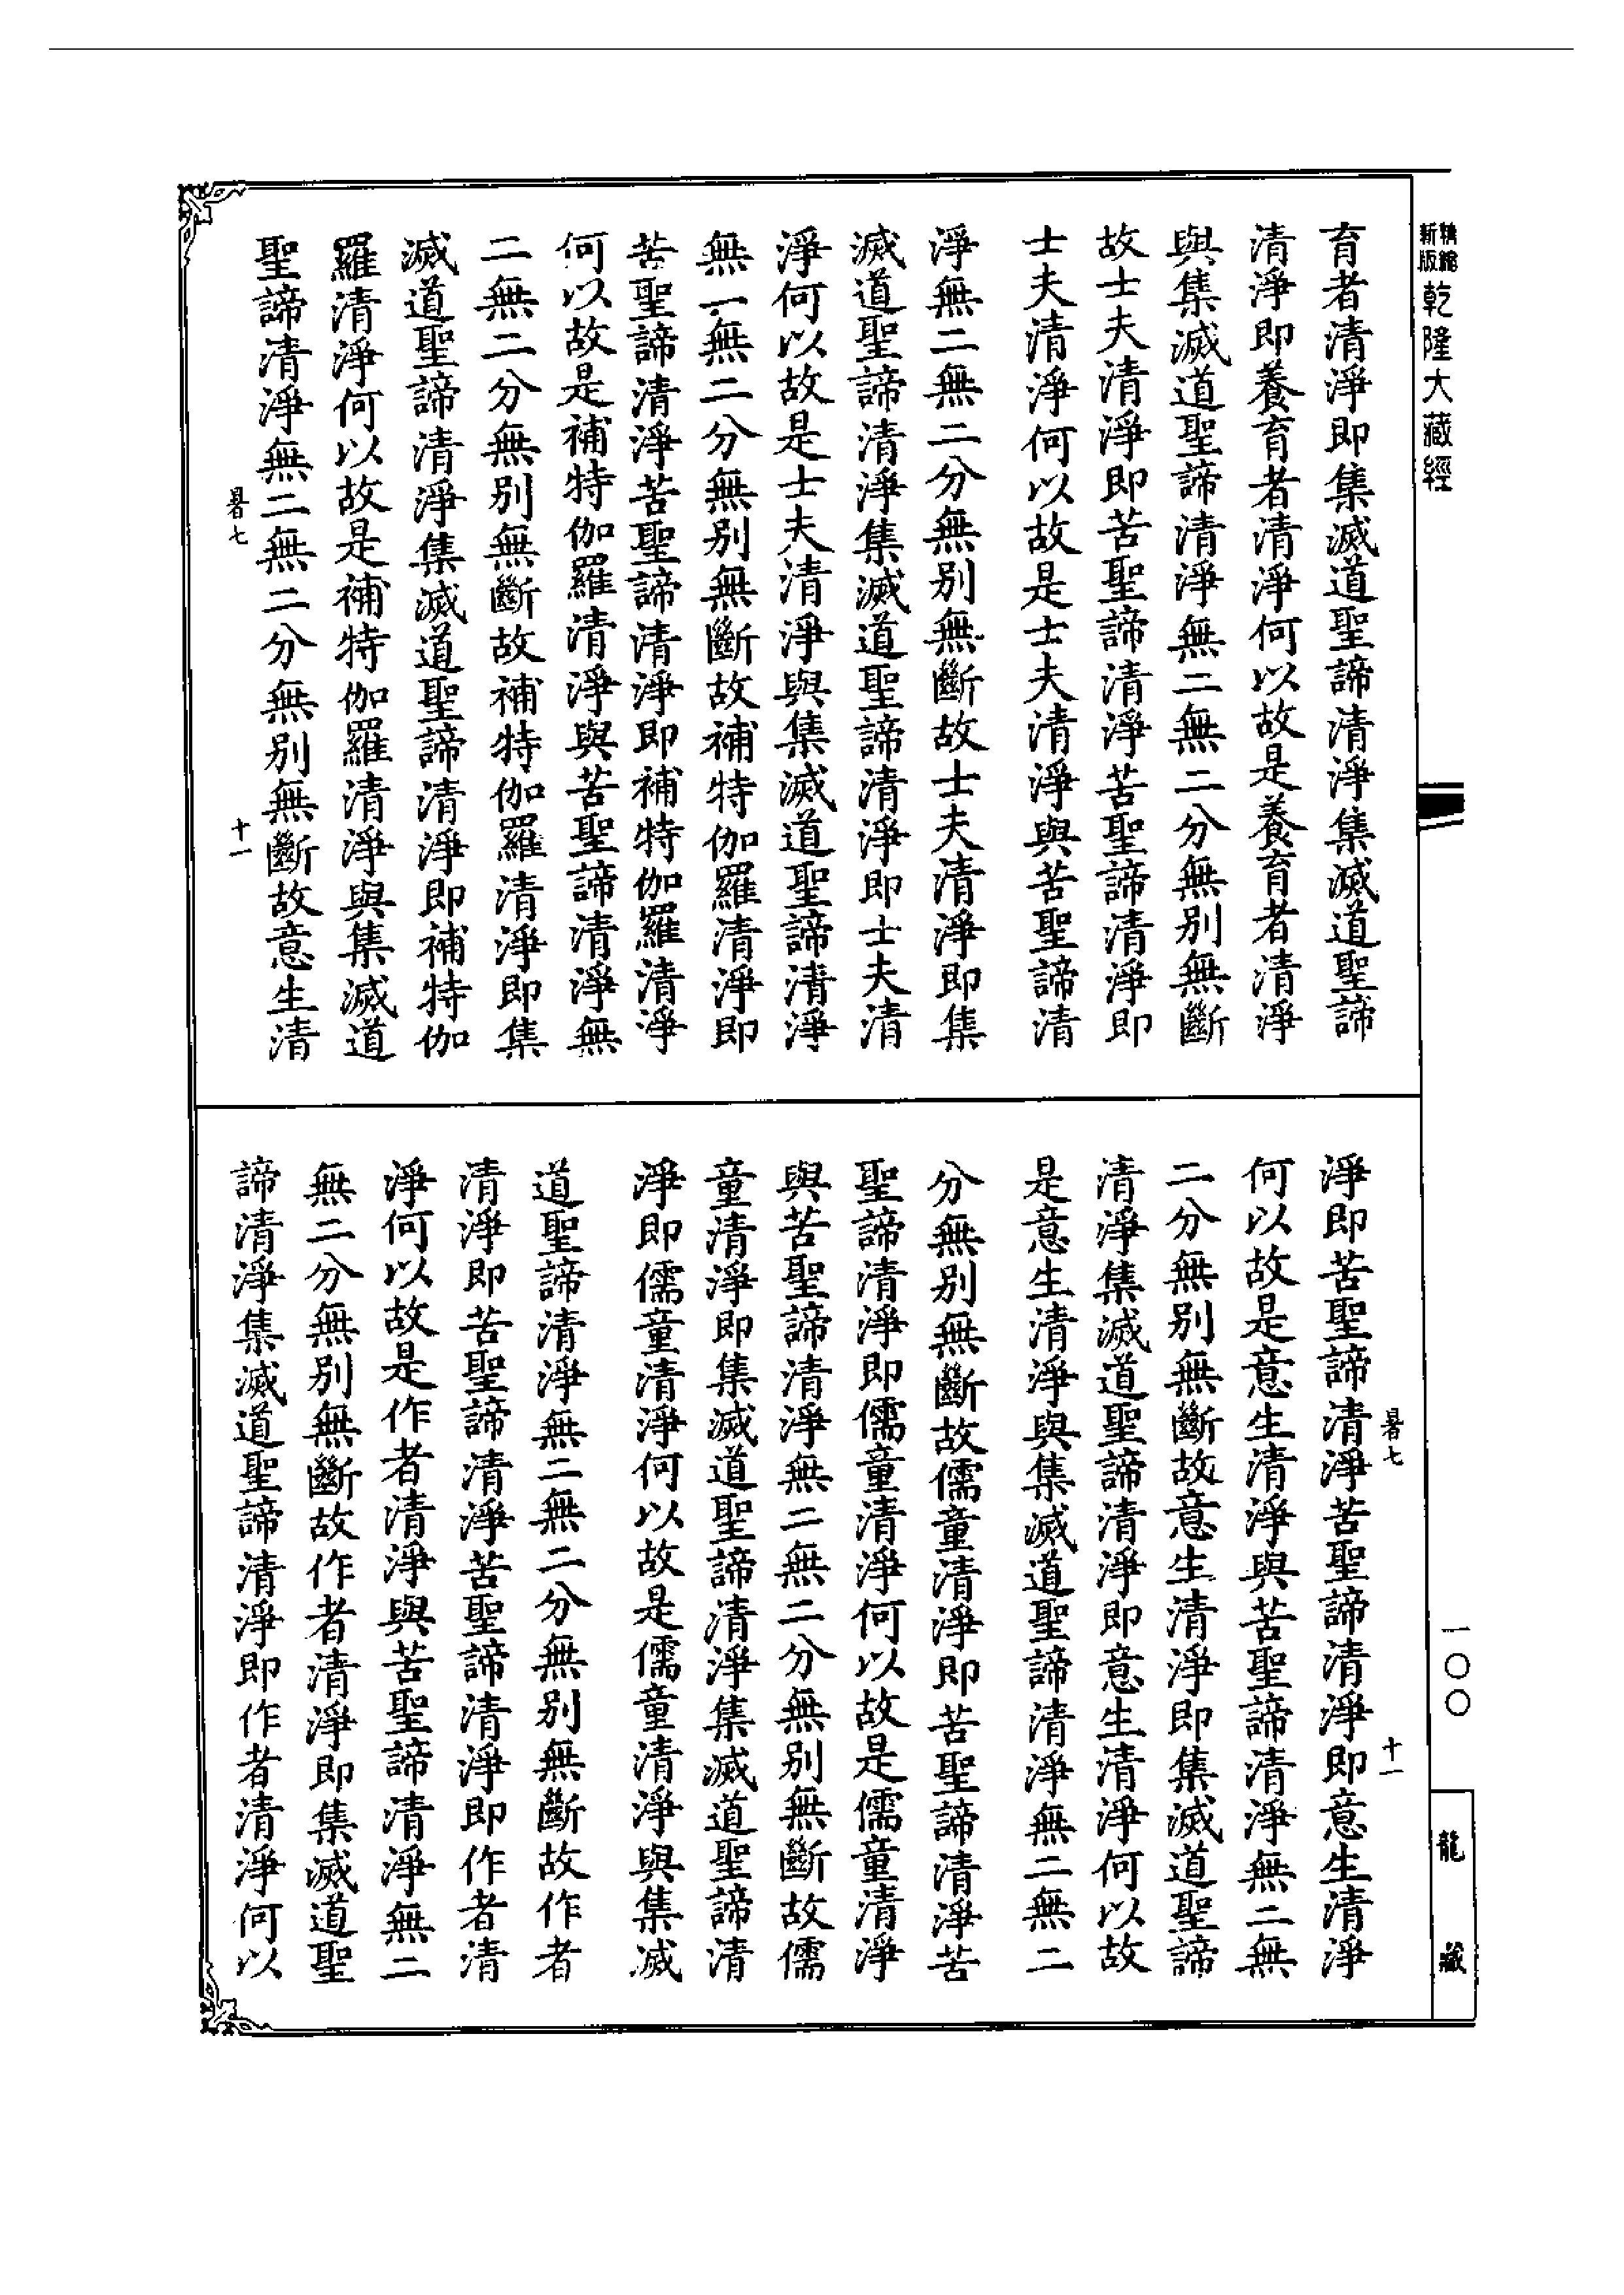 精縮
新版
乾隆大藏經
育者清淨即集滅道聖諦清淨集滅道聖諦
清淨即養育者清淨何以故是養育者清淨
與集滅道聖諦清淨無二無二分無別無斷
故士夫清淨即苦聖諦清淨苦聖諦清淨即
士夫清淨何以故是士夫清淨與苦聖諦清
淨無二無二分無別無斷故士夫清淨即集
滅道聖諦清淨集滅道聖諦清淨即士夫清
淨何以故是士夫清淨與集滅道聖諦清淨
無二無二分無別無斷故補特伽羅清淨即
苦聖諦清淨苦聖諦清淨即補特伽羅清淨
何以故是補特伽羅清淨與苦聖諦清淨無
二無二分無別無斷故補特伽羅清淨即集
滅道聖諦清淨集滅道聖諦清淨即補特伽
羅清淨何以故是補特伽羅清淨與集滅道
聖諦清淨無二無二分無別無斷故意生清
暑七
十一
暑七
十一
淨即苦聖諦清淨苦聖諦清淨即意生清淨
何以故是意生清淨與苦聖諦清淨無二無
二分無別無斷故意生清淨即集滅道聖諦
清淨集滅道聖諦清淨即意生清淨何以故
是意生清淨與集滅道聖諦清淨無二無二
分無別無斷故儒童清淨即苦聖諦清淨苦
聖諦清淨即儒童清淨何以故是儒童清淨
與苦聖諦清淨無二無二分無別無斷故儒
童清淨即集滅道聖諦清淨集滅道聖諦清
淨即儒童清淨何以故是儒童清淨與集滅
道聖諦清淨無二無二分無別無斷故作者
清淨即苦聖諦清淨苦聖諦清淨即作者清
淨何以故是作者清淨與苦聖諦清淨無二
無二分無別無斷故作者清淨即集滅道聖
諦清淨集滅道聖諦清淨即作者清淨何以
一〇〇
龍藏